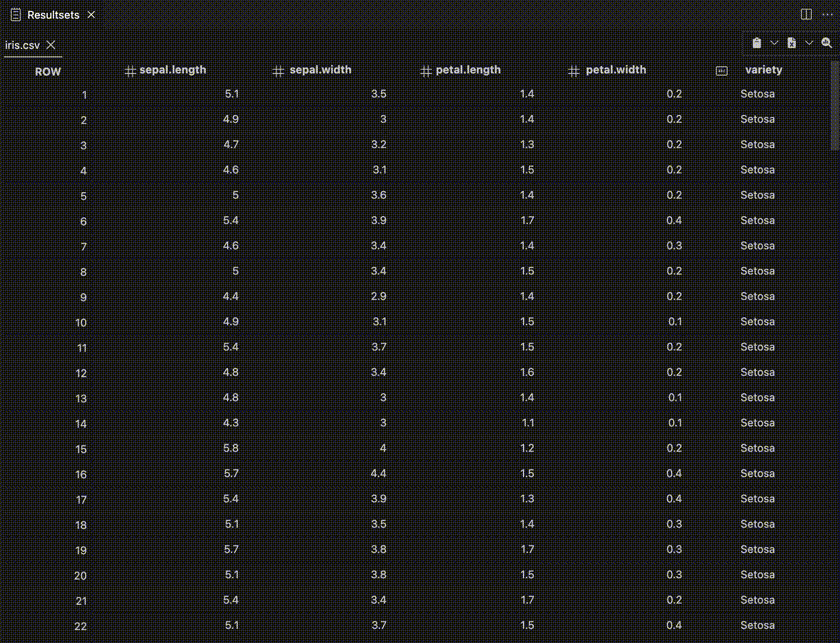 Resultsets
iris.csv
ROW sepal.length sepal.width petal.length petal.width variety
1 5.1 3.5 1.4 0.2 Setosa
2 4.9 3 1.4 0.2 Setosa
3 4.7 3.2 1.3 0.2 Setosa
4 4.6 3.1 1.5 0.2 Setosa
5 5 3.6 1.4 0.2 Setosa
6 5.4 3.9 1.7 0.4 Setosa
7 4.6 3.4 1.4 0.3 Setosa
8 5 3.4 1.5 0.2 Setosa
9 4.4 2.9 1.4 0.2 Setosa
10 4.9 3.1 1.5 0.1 Setosa
11 5.4 3.7 1.5 0.2 Setosa
12 4.8 3.4 1.6 0.2 Setosa
13 4.8 3 1.4 0.1 Setosa
14 4.3 3 1.1 0.1 Setosa
15 5.8 4 1.2 0.2 Setosa
16 5.7 4.4 1.5 0.4 Setosa
17 5.4 3.9 1.3 0.4 Setosa
18 5.1 3.5 1.4 0.3 Setosa
19 5.7 3.8 1.7 0.3 Setosa
20 5.1 3.8 1.5 0.3 Setosa
21 5.4 3.4 1.7 0.2 Setosa
22 5.1 3.7 1.5 0.4 Setosa